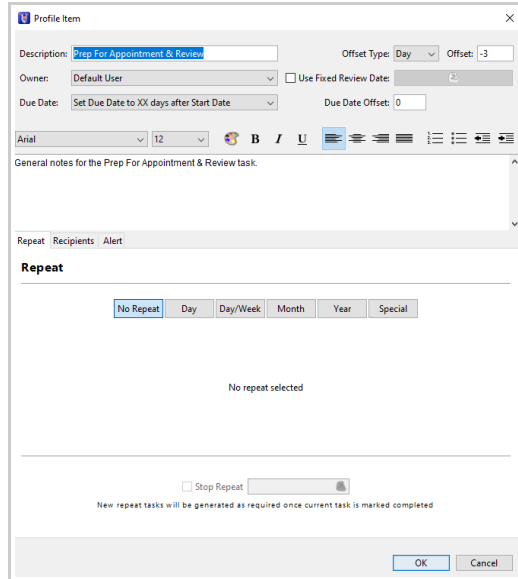 Profile Item
Description: Prep For Appointment & Review Offset Type: Day Offset: -3
Owner: Default User Use Fixed Review Date:
Due Date: Set Due Date to XX days after Start Date Due Date Offset: 0
Arial 12 B I U
General notes for the Prep For Appointment & Review task.
Repeat Recipients Alert
Repeat
No Repeat Day Day/Week Month Year Special
No repeat selected
Stop Repeat
New repeat tasks will be generated as required once current task is marked completed
OK Cancel